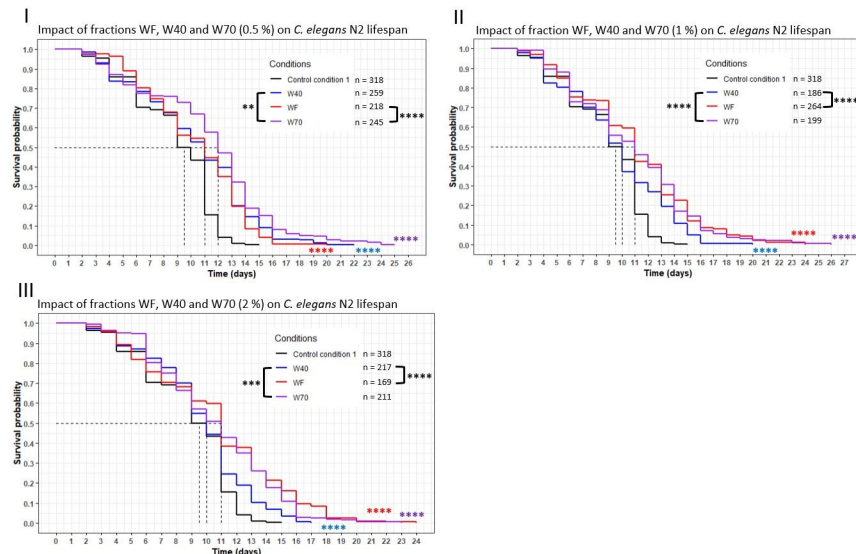 I
Impact of fractions WF, W40 and W70 (0.5 %) on C. elegans N2 lifespan
Survival probability
1.0
0.9
0.8
0.7
0.6
0.5
0.4
0.3
0.2
0.1
0.0
Conditions
Control condition 1 n = 318
W40 n = 259
WF n = 218
W70 n = 245
**
****
****
****
****
0 1 2 3 4 5 6 7 8 9 10 11 12 13 14 15 16 17 18 19 20 21 22 23 24 25 26
Time (days)
II
Impact of fraction WF, W40 and W70 (1 %) on C. elegans N2 lifespan
Survival probability
1.0
0.9
0.8
0.7
0.6
0.5
0.4
0.3
0.2
0.1
0.0
Conditions
Control condition 1 n = 318
W40 n = 186
WF n = 264
W70 n = 199
****
****
****
****
****
0 1 2 3 4 5 6 7 8 9 10 11 12 13 14 15 16 17 18 19 20 21 22 23 24 25 26 27
Time (days)
III
Impact of fractions WF, W40 and W70 (2 %) on C. elegans N2 lifespan
Survival probability
1.0
0.9
0.8
0.7
0.6
0.5
0.4
0.3
0.2
0.1
0.0
Conditions
Control condition 1 n = 318
W40 n = 217
WF n = 169
W70 n = 211
***
****
****
****
****
0 1 2 3 4 5 6 7 8 9 10 11 12 13 14 15 16 17 18 19 20 21 22 23 24
Time (days)